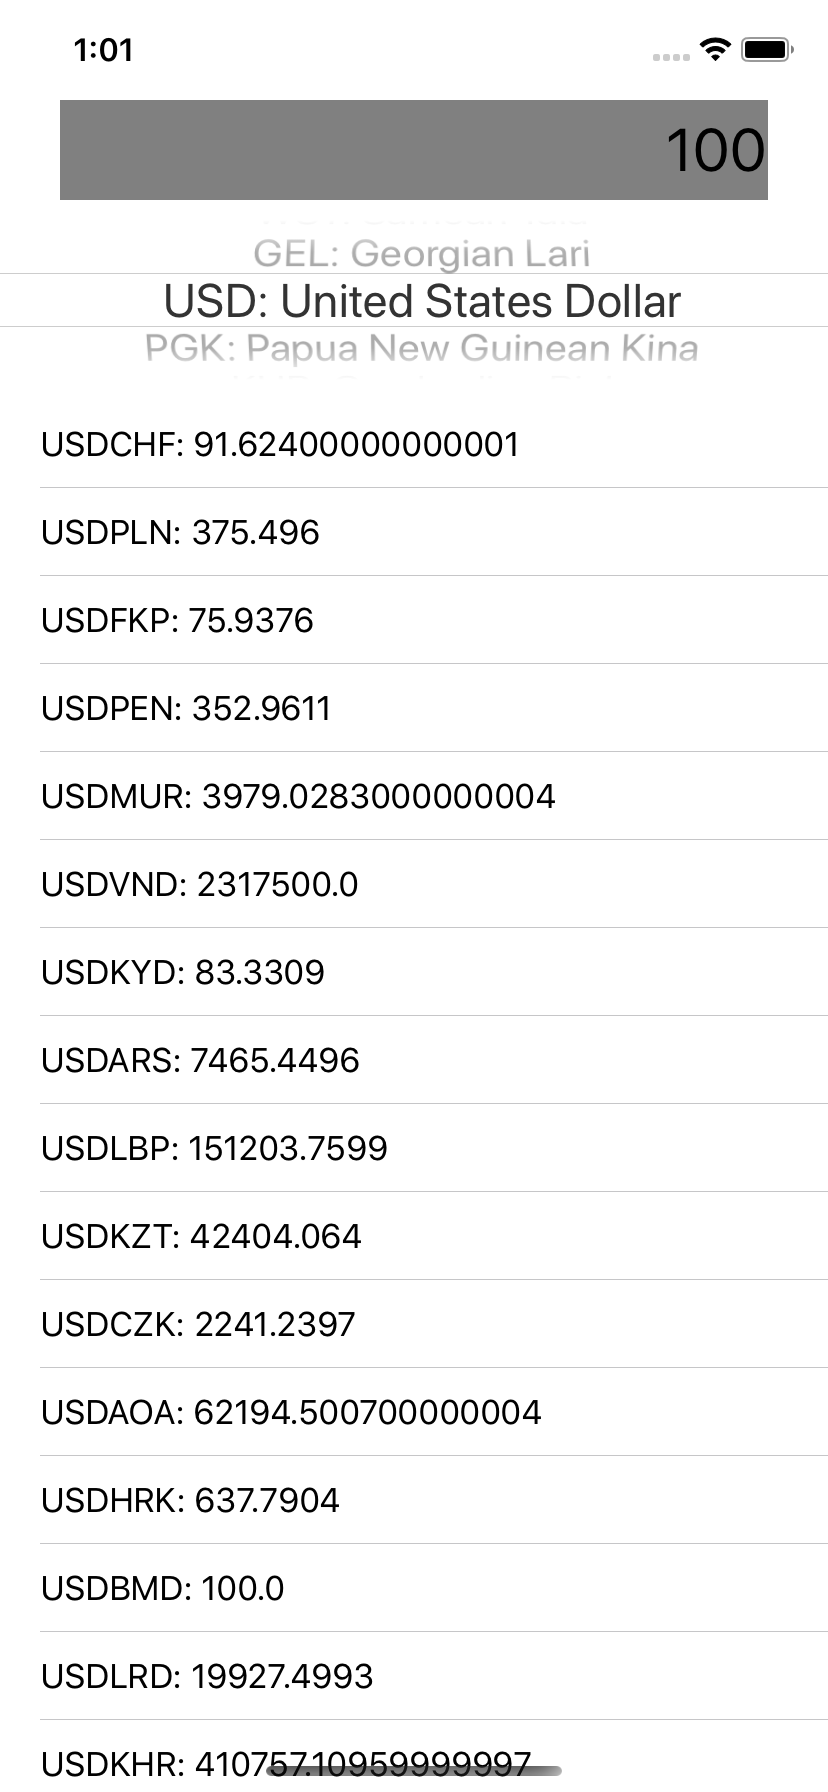 1:01
100
GEL: Georgian Lari
USD: United States Dollar
PGK: Papua New Guinean Kina
USDCHF: 91.62400000000001
USDPLN: 375.496
USDFKP: 75.9376
USDPEN: 352.9611
USDMUR: 3979.0283000000004
USDVND: 2317500.0
USDKYD: 83.3309
USDARS: 7465.4496
USDLBP: 151203.7599
USDKZT: 42404.064
USDCZK: 2241.2397
USDAOA: 62194.500700000004
USDHRK: 637.7904
USDBMD: 100.0
USDLRD: 19927.4993
USDKHR: 410757.10959999997